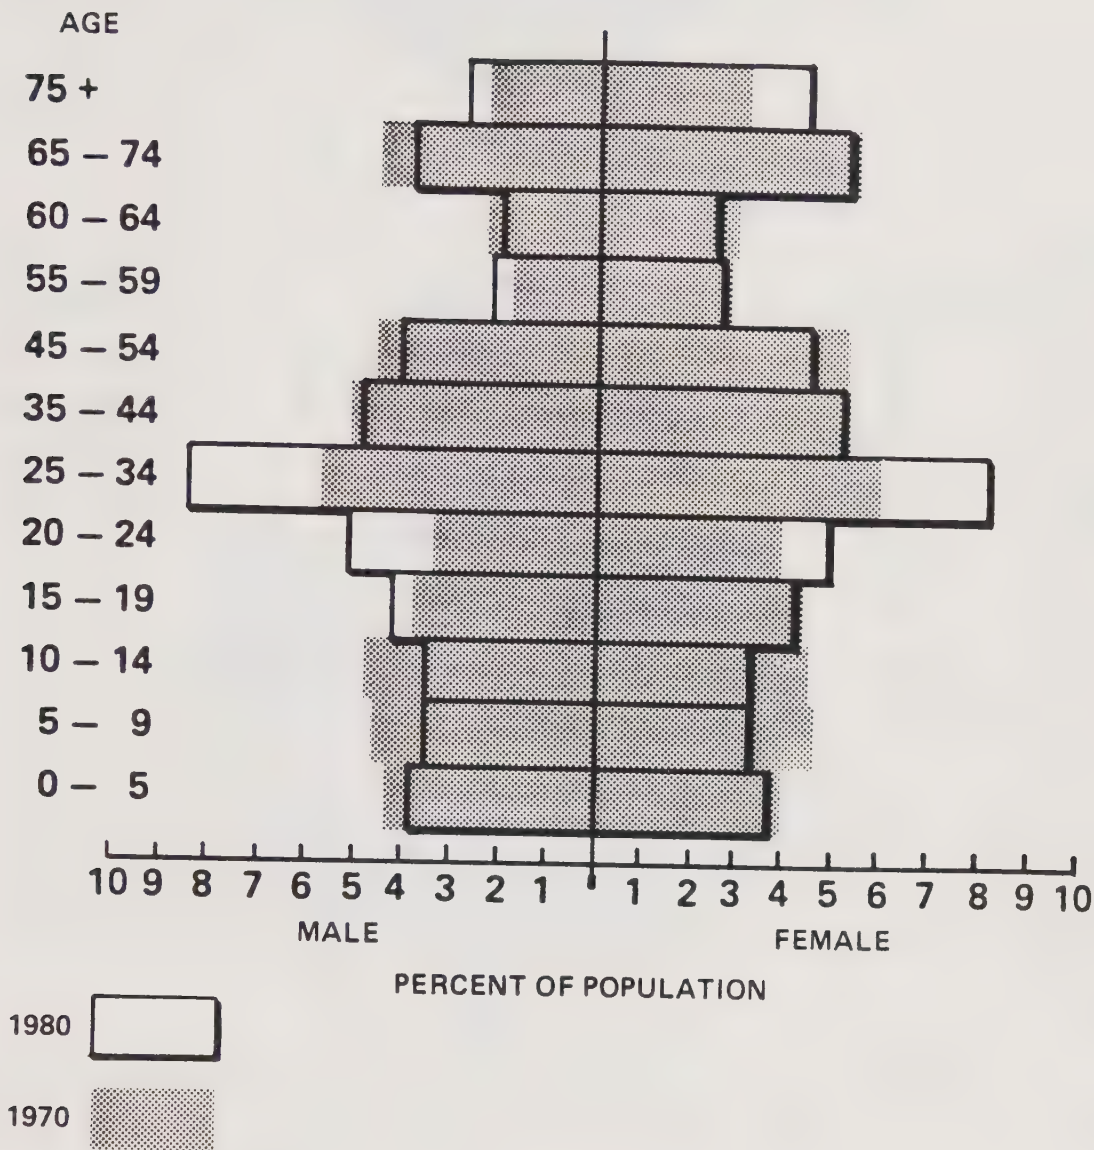 AGE
75 +
65 – 74
60 – 64
55 – 59
45 – 54
35 – 44
25 – 34
20 – 24
15 – 19
10 – 14
5 – 9
0 – 5
10 9 8 7 6 5 4 3 2 1 0 1 2 3 4 5 6 7 8 9 10
MALE FEMALE
PERCENT OF POPULATION
1980
1970